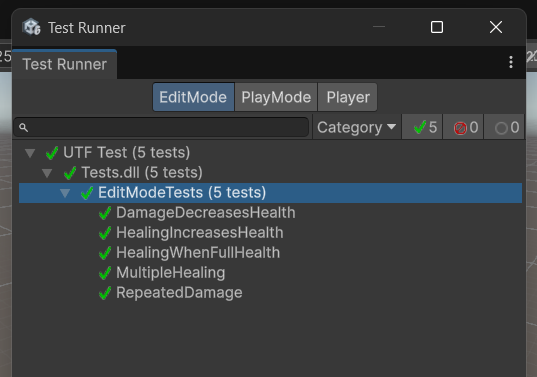 Test Runner
Test Runner
EditMode PlayMode Player
Category 5 0 0
UTF Test (5 tests)
Tests.dll (5 tests)
EditModeTests (5 tests)
DamageDecreasesHealth
HealingIncreasesHealth
HealingWhenFullHealth
MultipleHealing
RepeatedDamage